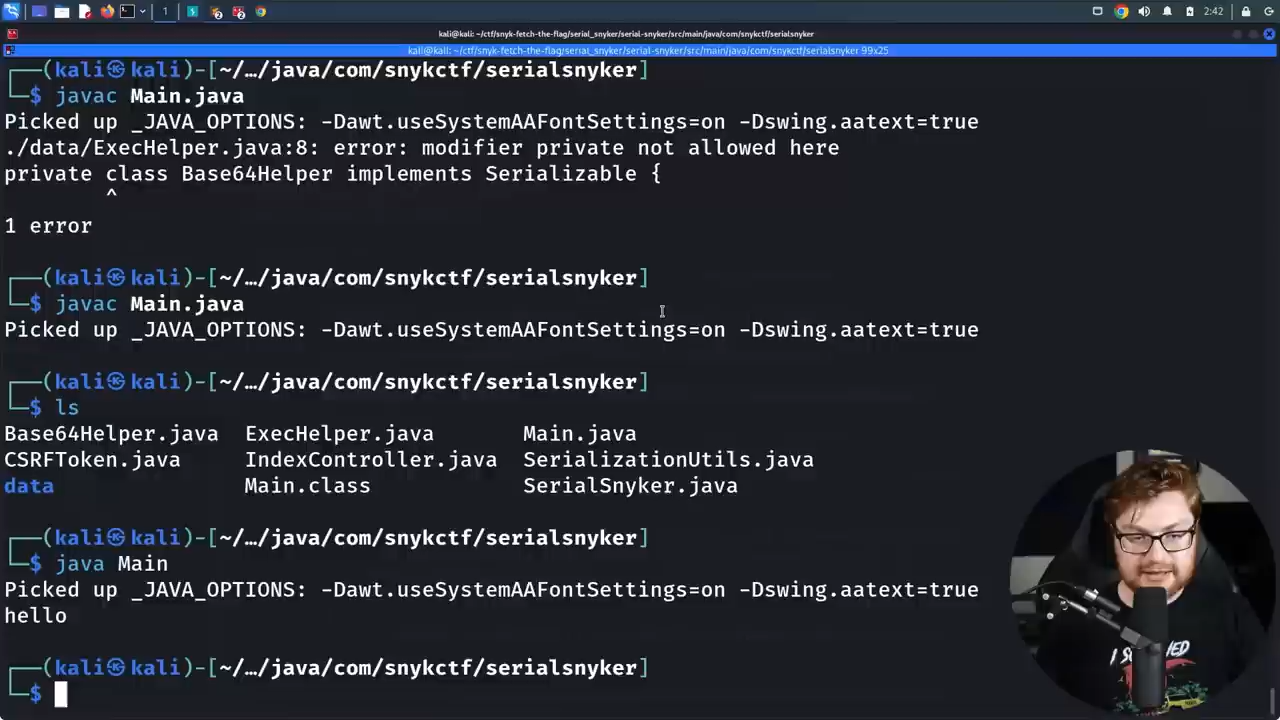 1
2
2
2:42
kali@kali: ~/ctf/snyk-fetch-the-flag/serial_snyker/serial-snyker/src/main/java/com/snykctf/serialsnyker
kali@kali: ~/ctf/snyk-fetch-the-flag/serial_snyker/serial-snyker/src/main/java/com/snykctf/serialsnyker 99x25
┌──(kali㉿kali)-[~/…/java/com/snykctf/serialsnyker]
└─$ javac Main.java
Picked up _JAVA_OPTIONS: -Dawt.useSystemAAFontSettings=on -Dswing.aatext=true
./data/ExecHelper.java:8: error: modifier private not allowed here
private class Base64Helper implements Serializable {
^
1 error
┌──(kali㉿kali)-[~/…/java/com/snykctf/serialsnyker]
└─$ javac Main.java
Picked up _JAVA_OPTIONS: -Dawt.useSystemAAFontSettings=on -Dswing.aatext=true
┌──(kali㉿kali)-[~/…/java/com/snykctf/serialsnyker]
└─$ ls
Base64Helper.java ExecHelper.java Main.java
CSRFToken.java IndexController.java SerializationUtils.java
data Main.class SerialSnyker.java
┌──(kali㉿kali)-[~/…/java/com/snykctf/serialsnyker]
└─$ java Main
Picked up _JAVA_OPTIONS: -Dawt.useSystemAAFontSettings=on -Dswing.aatext=true
hello
┌──(kali㉿kali)-[~/…/java/com/snykctf/serialsnyker]
└─$